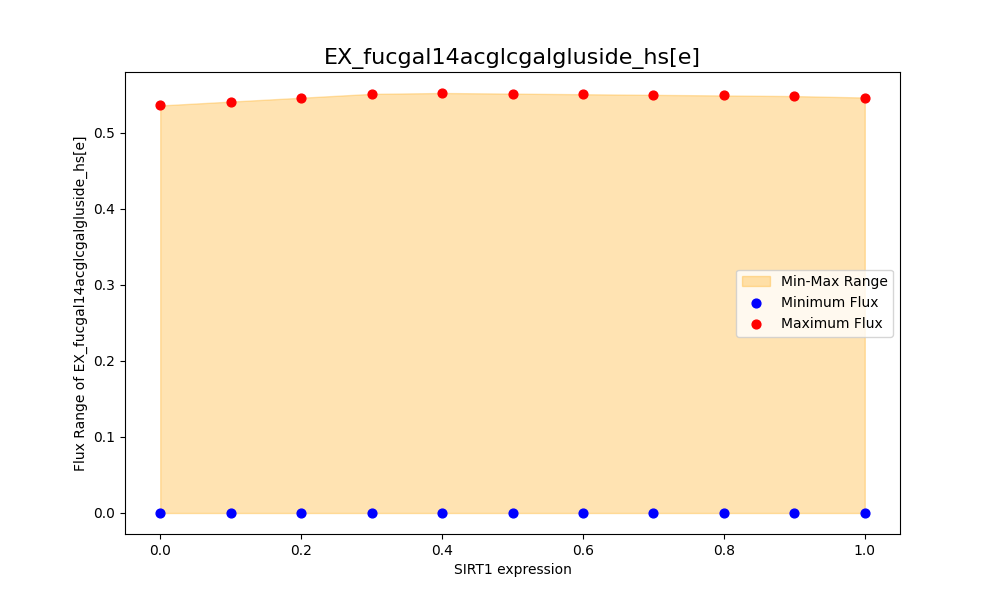 EX_fucgal14acglcgalgluside_hs[e]
Flux Range of EX_fucgal14acglcgalgluside_hs[e]
0.5
0.4
0.3
0.2
0.1
0.0
Min-Max Range
Minimum Flux
Maximum Flux
0.0 0.2 0.4 0.6 0.8 1.0
SIRT1 expression